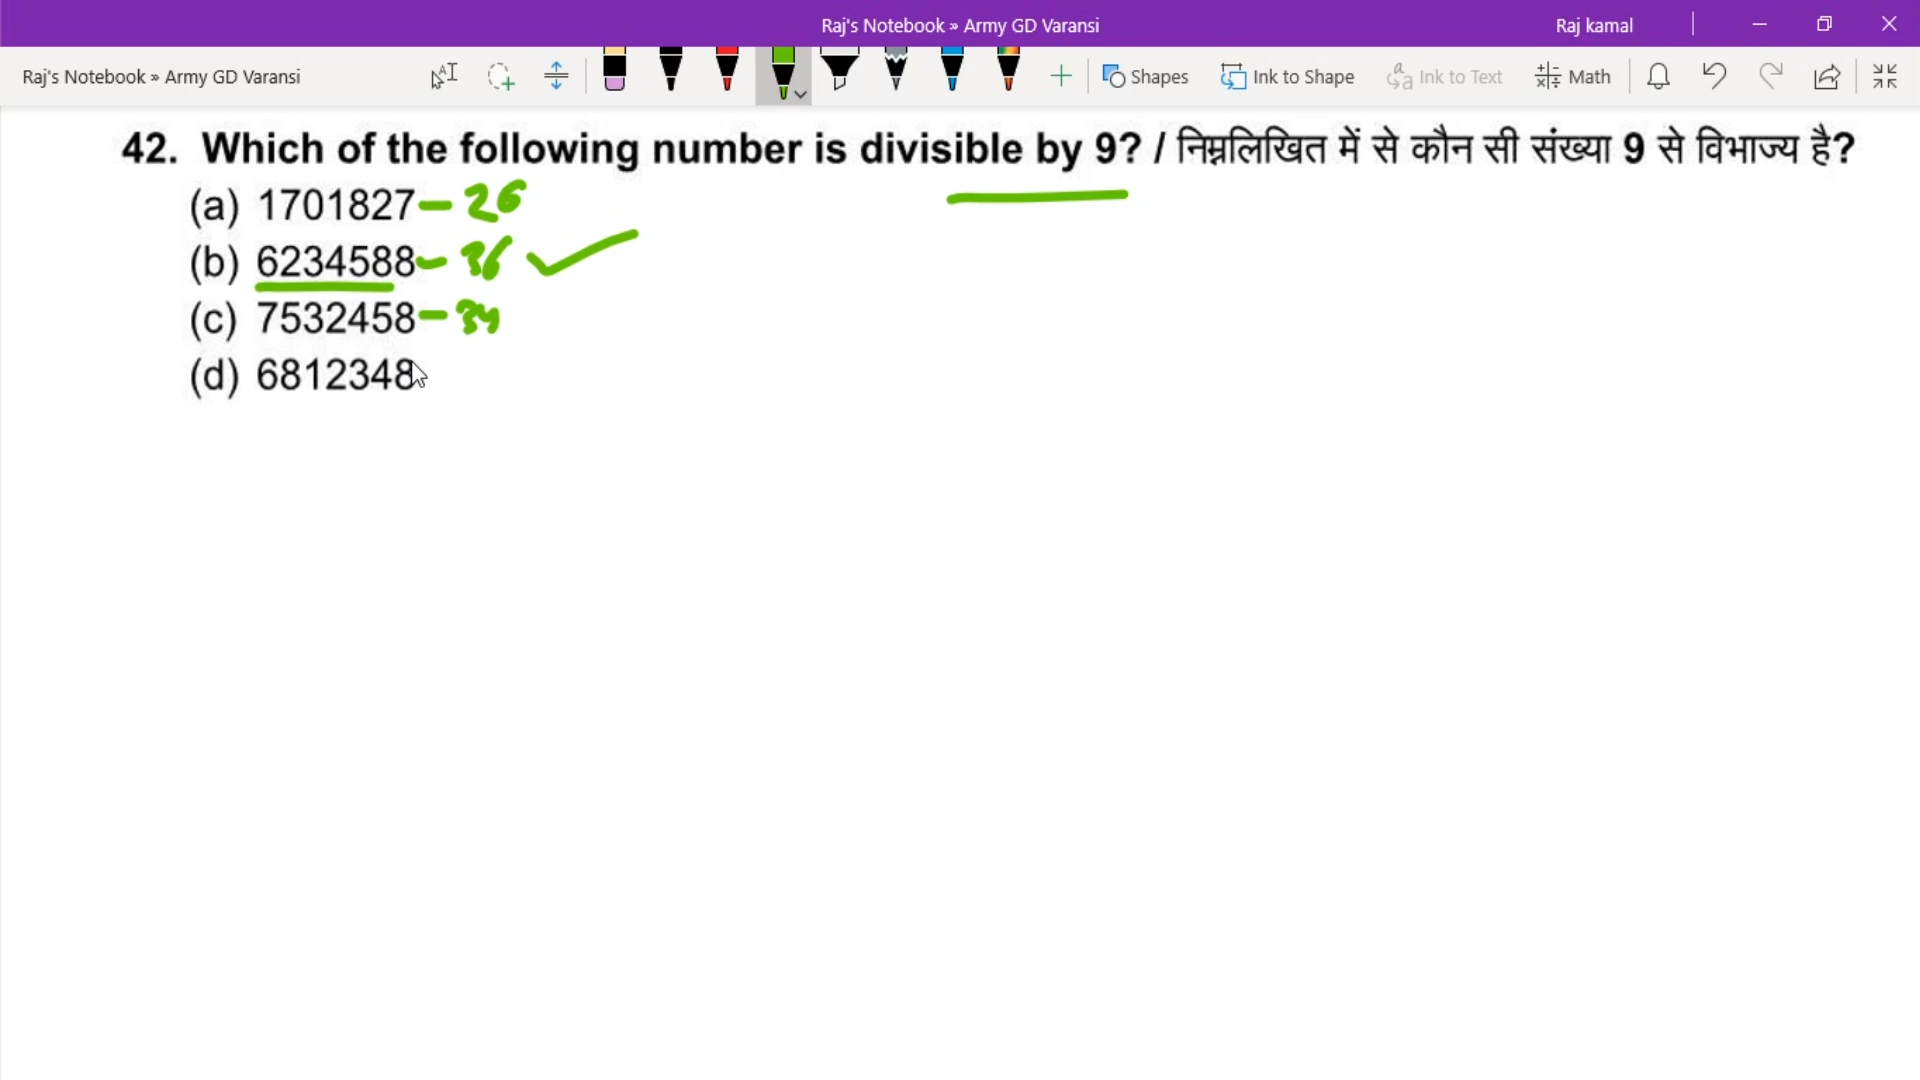 Raj's Notebook » Army GD Varansi
Raj kamal
Raj's Notebook » Army GD Varansi
Shapes
Ink to Shape
Ink to Text
Math
42. Which of the following number is divisible by 9? / निम्नलिखित में से कौन सी संख्या 9 से विभाज्य है?
(a) 1701827 - 26
(b) 6234588 - 36 ✓
(c) 7532458 - 34
(d) 6812348